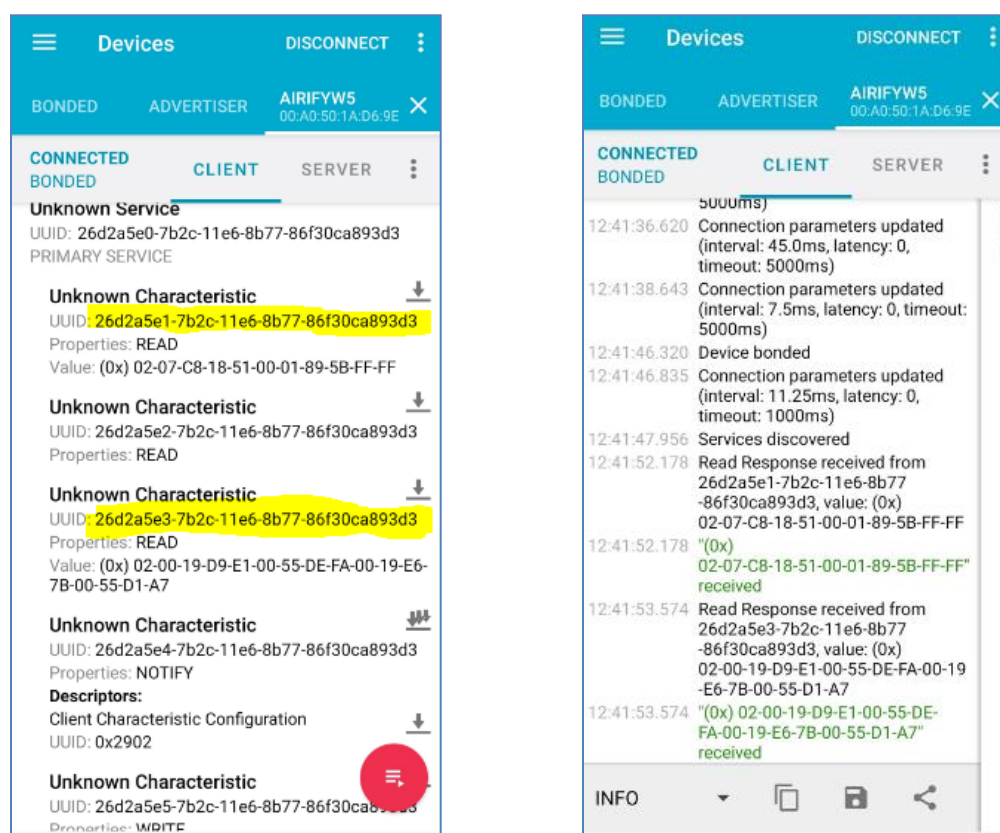 Devices
DISCONNECT
BONDED
ADVERTISER
AIRIFYW5
00:A0:50:1A:D6:9E
CONNECTED
BONDED
CLIENT
SERVER
Unknown Service
UUID: 26d2a5e0-7b2c-11e6-8b77-86f30ca893d3
PRIMARY SERVICE
Unknown Characteristic
UUID: 26d2a5e1-7b2c-11e6-8b77-86f30ca893d3
Properties: READ
Value: (0x) 02-07-C8-18-51-00-01-89-5B-FF-FF
Unknown Characteristic
UUID: 26d2a5e2-7b2c-11e6-8b77-86f30ca893d3
Properties: READ
Unknown Characteristic
UUID: 26d2a5e3-7b2c-11e6-8b77-86f30ca893d3
Properties: READ
Value: (0x) 02-00-19-D9-E1-00-55-DE-FA-00-19-E6-
7B-00-55-D1-A7
Unknown Characteristic
UUID: 26d2a5e4-7b2c-11e6-8b77-86f30ca893d3
Properties: NOTIFY
Descriptors:
Client Characteristic Configuration
UUID: 0x2902
Unknown Characteristic
UUID: 26d2a5e5-7b2c-11e6-8b77-86f30ca893d3
Properties: WRITE
Devices
DISCONNECT
BONDED
ADVERTISER
AIRIFYW5
00:A0:50:1A:D6:9E
CONNECTED
BONDED
CLIENT
SERVER
5000ms)
12:41:36.620 Connection parameters updated
(interval: 45.0ms, latency: 0,
timeout: 5000ms)
12:41:38.643 Connection parameters updated
(interval: 7.5ms, latency: 0, timeout:
5000ms)
12:41:46.320 Device bonded
12:41:46.835 Connection parameters updated
(interval: 11.25ms, latency: 0,
timeout: 1000ms)
12:41:47.956 Services discovered
12:41:52.178 Read Response received from
26d2a5e1-7b2c-11e6-8b77
-86f30ca893d3, value: (0x)
02-07-C8-18-51-00-01-89-5B-FF-FF
12:41:52.178 "(0x)
02-07-C8-18-51-00-01-89-5B-FF-FF"
received
12:41:53.574 Read Response received from
26d2a5e3-7b2c-11e6-8b77
-86f30ca893d3, value: (0x)
02-00-19-D9-E1-00-55-DE-FA-00-19
-E6-7B-00-55-D1-A7
12:41:53.574 "(0x) 02-00-19-D9-E1-00-55-DE-
FA-00-19-E6-7B-00-55-D1-A7"
received
INFO